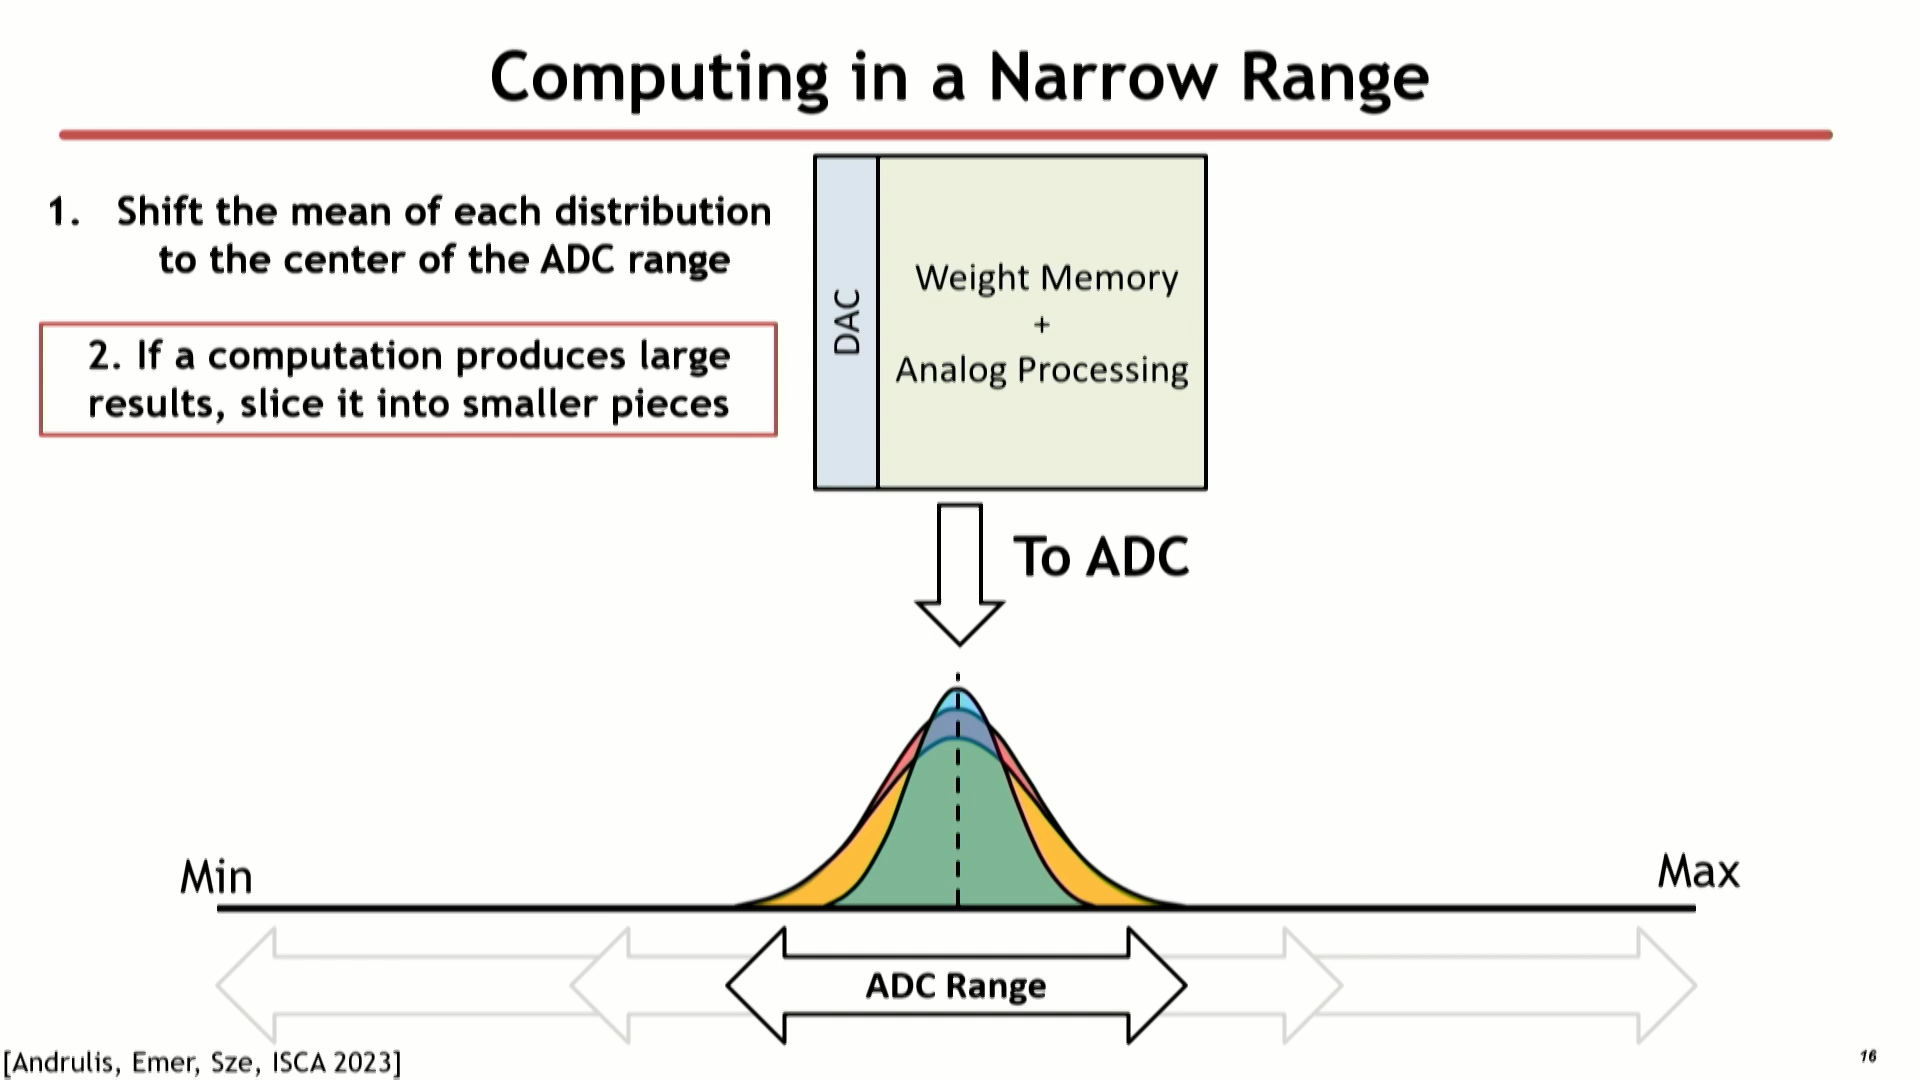 Computing in a Narrow Range
1. Shift the mean of each distribution
to the center of the ADC range
2. If a computation produces large
results, slice it into smaller pieces
DAC
Weight Memory
+
Analog Processing
To ADC
Min
Max
ADC Range
[Andrulis, Emer, Sze, ISCA 2023]
16